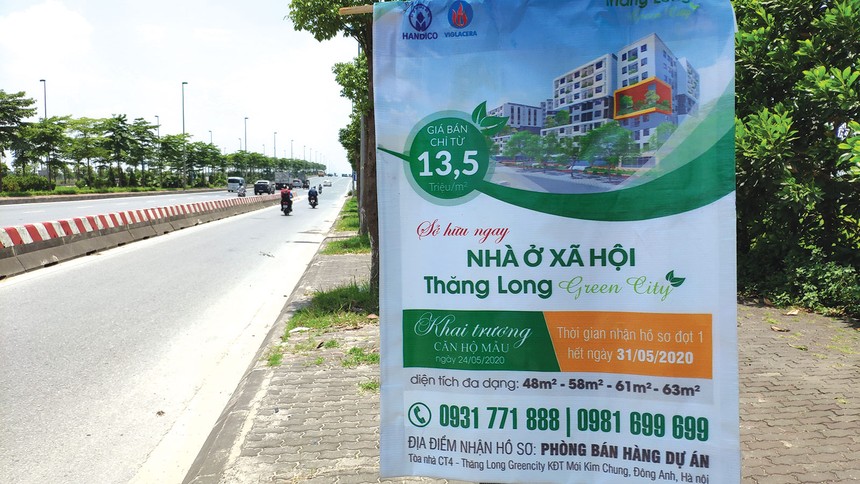 HANDICO
VIGLACERA
Thăng Long
Green City
GIÁ BÁN
CHỈ TỪ
13,5
Triệu/m²
Sở hữu ngay
NHÀ Ở XÃ HỘI
Thăng Long Green City
Khai trương
CĂN HỘ MẪU
ngày 24/05/2020
Thời gian nhận hồ sơ đợt 1
hết ngày 31/05/2020
diện tích đa dạng: 48m² - 58m² - 61m² - 63m²
0931 771 888 | 0981 699 699
ĐỊA ĐIỂM NHẬN HỒ SƠ: PHÒNG BÁN HÀNG DỰ ÁN
Tòa nhà CT4 - Thăng Long Greencity KĐT Mới Kim Chung, Đông Anh, Hà nội